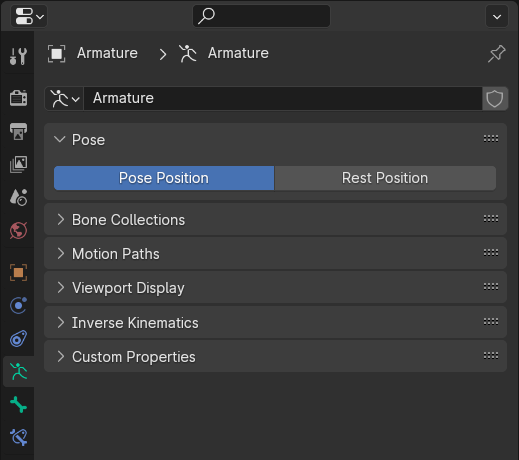 Armature Armature
Armature
Pose
Pose Position Rest Position
Bone Collections
Motion Paths
Viewport Display
Inverse Kinematics
Custom Properties